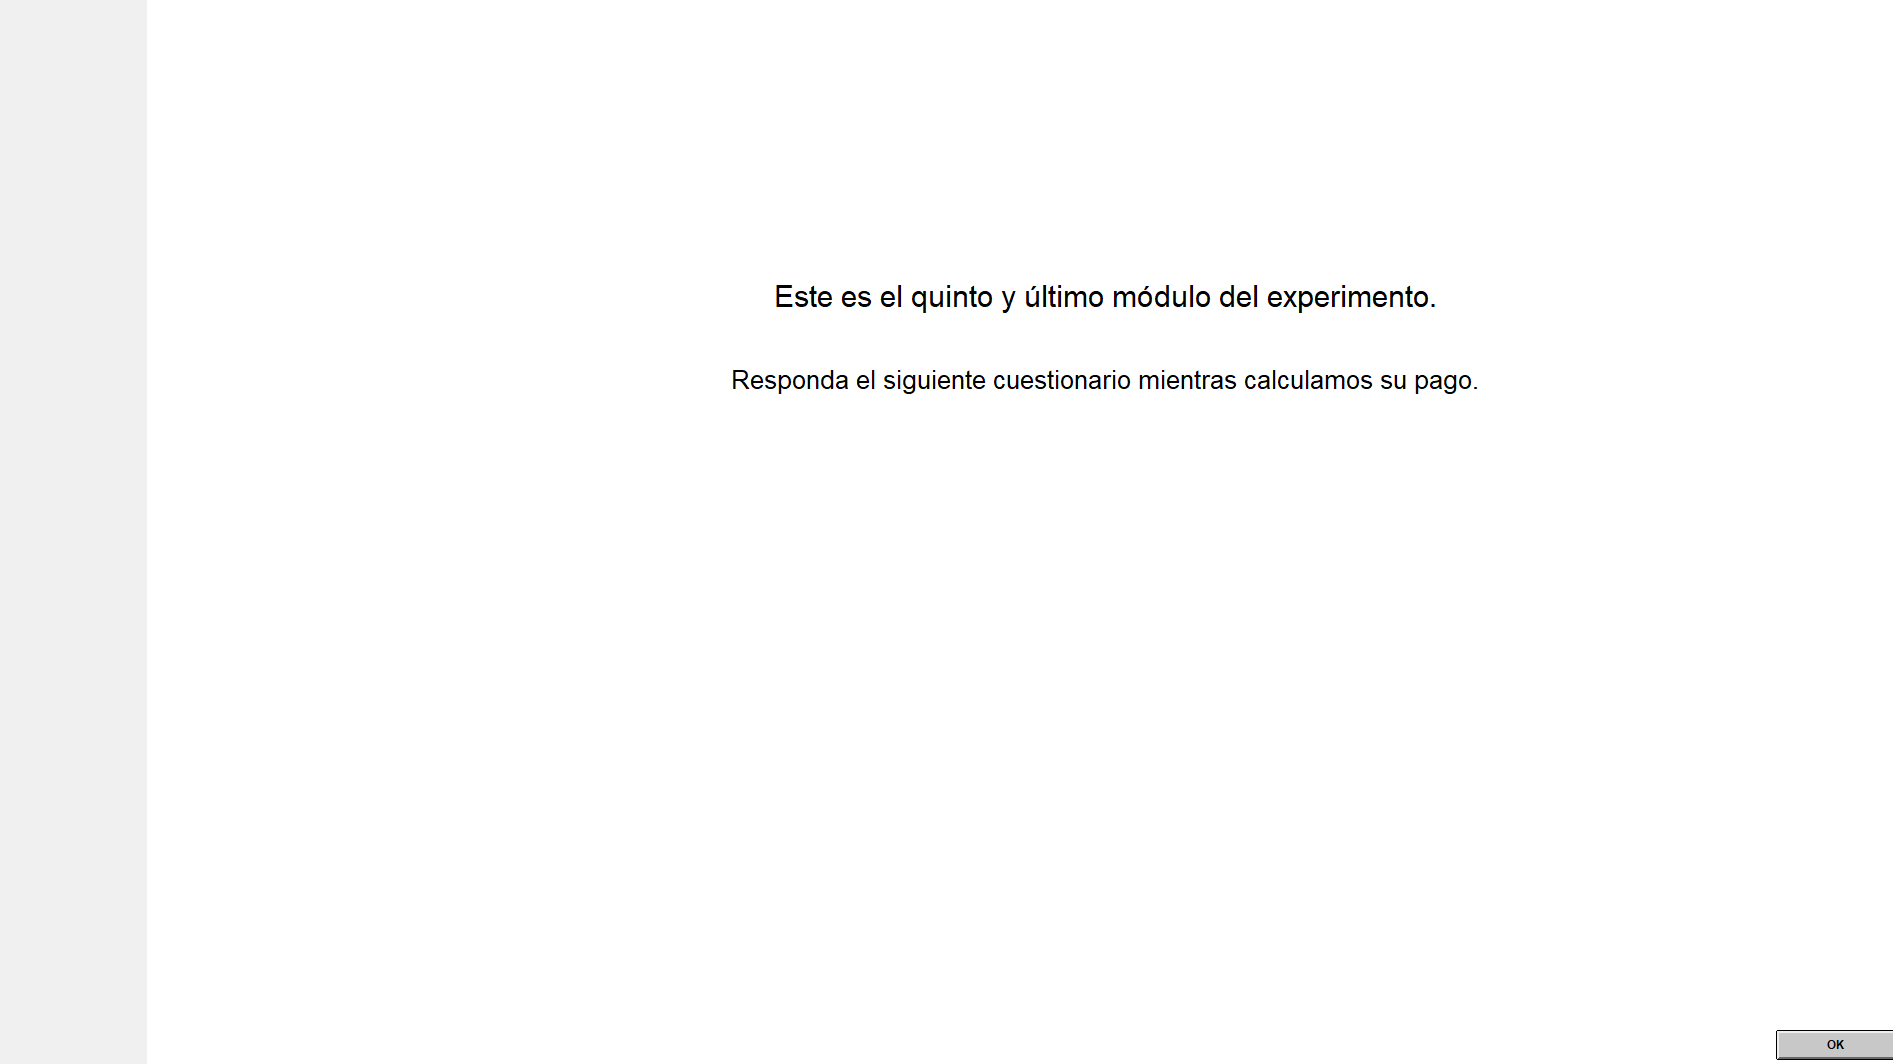 Este es el quinto y último módulo del experimento.
Responda el siguiente cuestionario mientras calculamos su pago.
OK